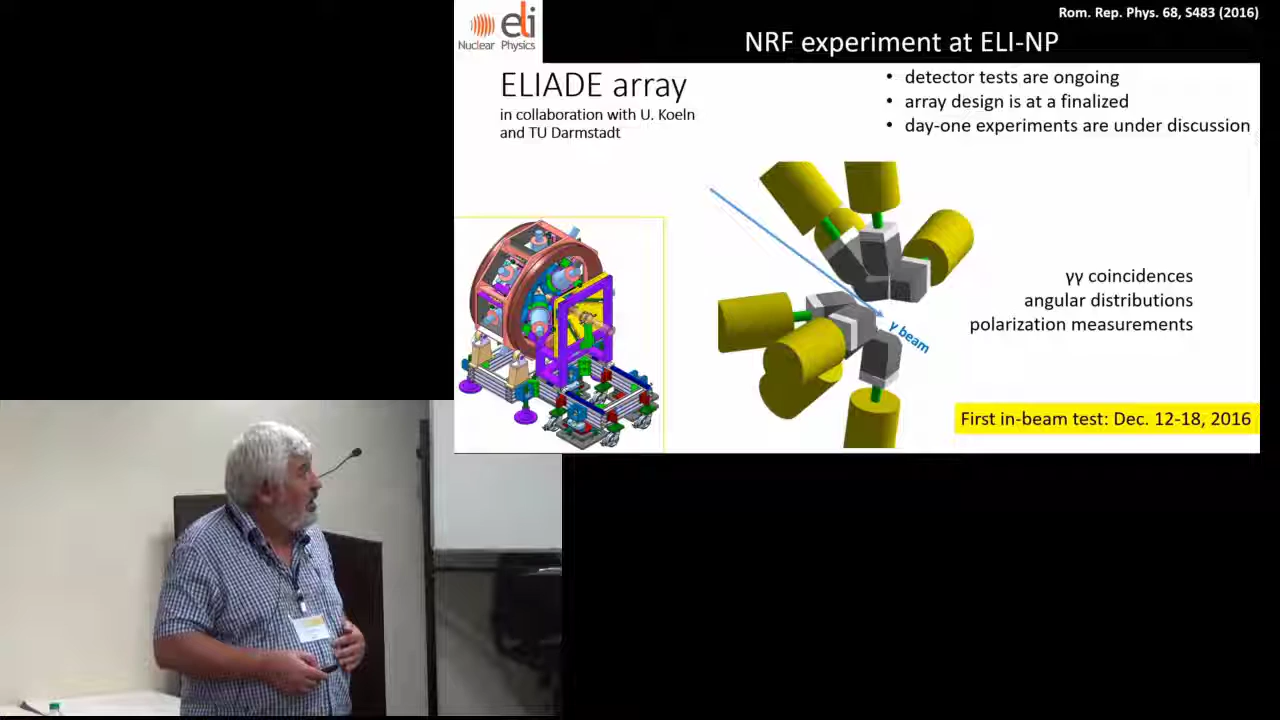 Rom. Rep. Phys. 68, S483 (2016)
eli
Nuclear Physics
NRF experiment at ELI-NP
ELIADE array
in collaboration with U. Koeln
and TU Darmstadt
• detector tests are ongoing
• array design is at a finalized
• day-one experiments are under discussion
γ beam
γγ coincidences
angular distributions
polarization measurements
First in-beam test: Dec. 12-18, 2016